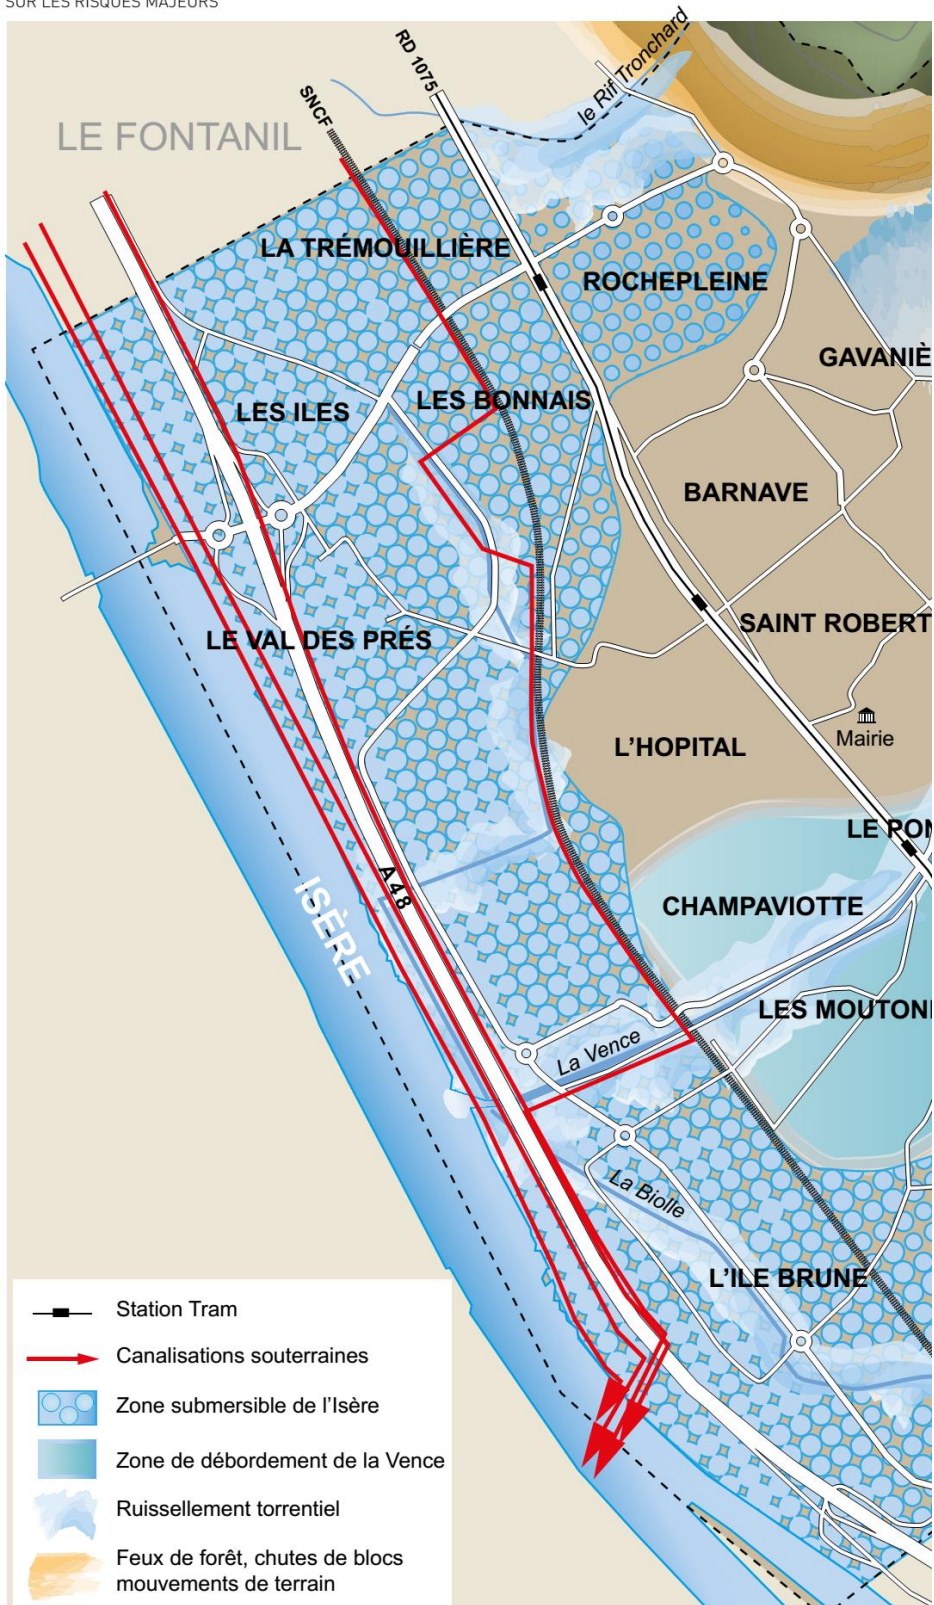 SUR LES RISQUES MAJEURS
RD 1075
SNCF
le Rif Tronchard
LE FONTANIL
LA TRÉMOUILLIÈRE
ROCHEPLEINE
GAVANIÈ
LES ILES
LES BONNAIS
BARNAVE
SAINT ROBERT
LE VAL DES PRÉS
L'HOPITAL
Mairie
LE PON
A 48
ISÈRE
CHAMPAVIOTTE
LES MOUTON
La Vence
La Biolle
L'ILE BRUNE
Station Tram
Canalisations souterraines
Zone submersible de l'Isère
Zone de débordement de la Vence
Ruissellement torrentiel
Feux de forêt, chutes de blocs
mouvements de terrain